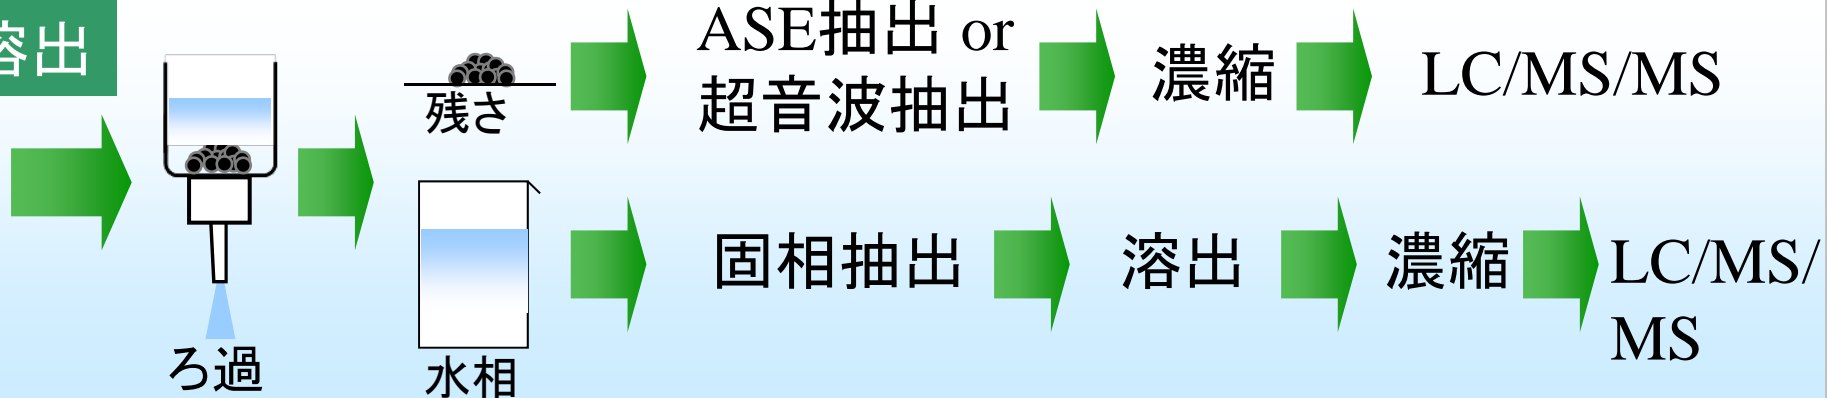 溶出
ASE抽出 or
超音波抽出
濃縮
LC/MS/MS
残さ
固相抽出
溶出
濃縮
LC/MS/
MS
ろ過
水相